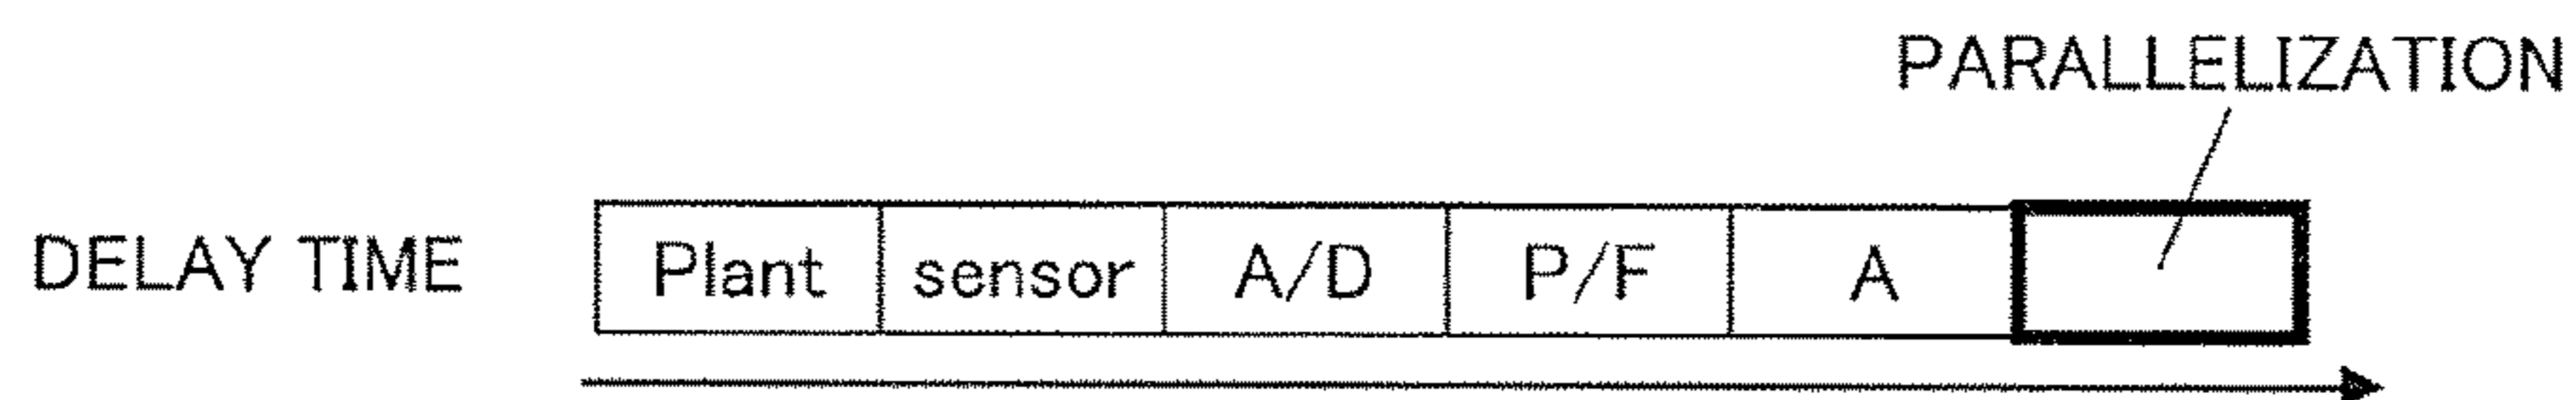 PARALLELIZATION
DELAY TIME Plant sensor A/D P/F A